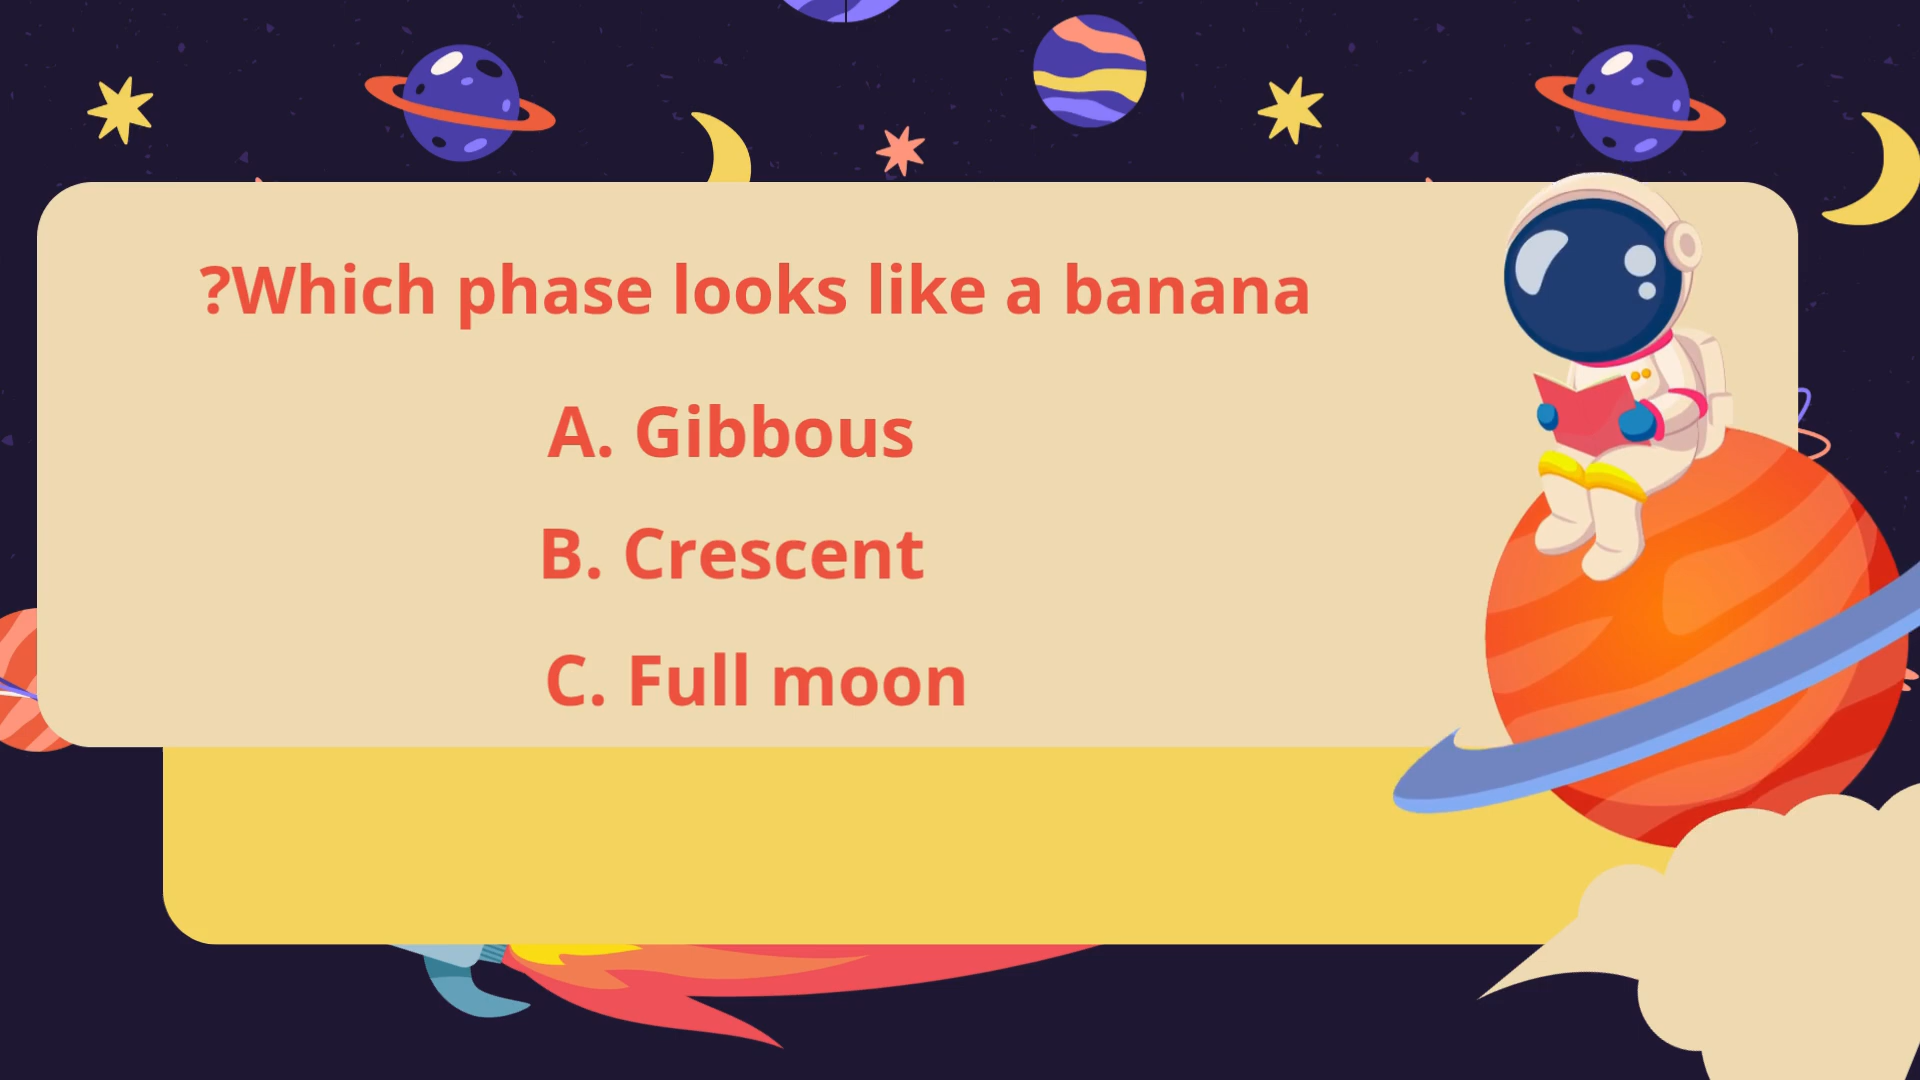 ?Which phase looks like a banana
A. Gibbous
B. Crescent
C. Full moon